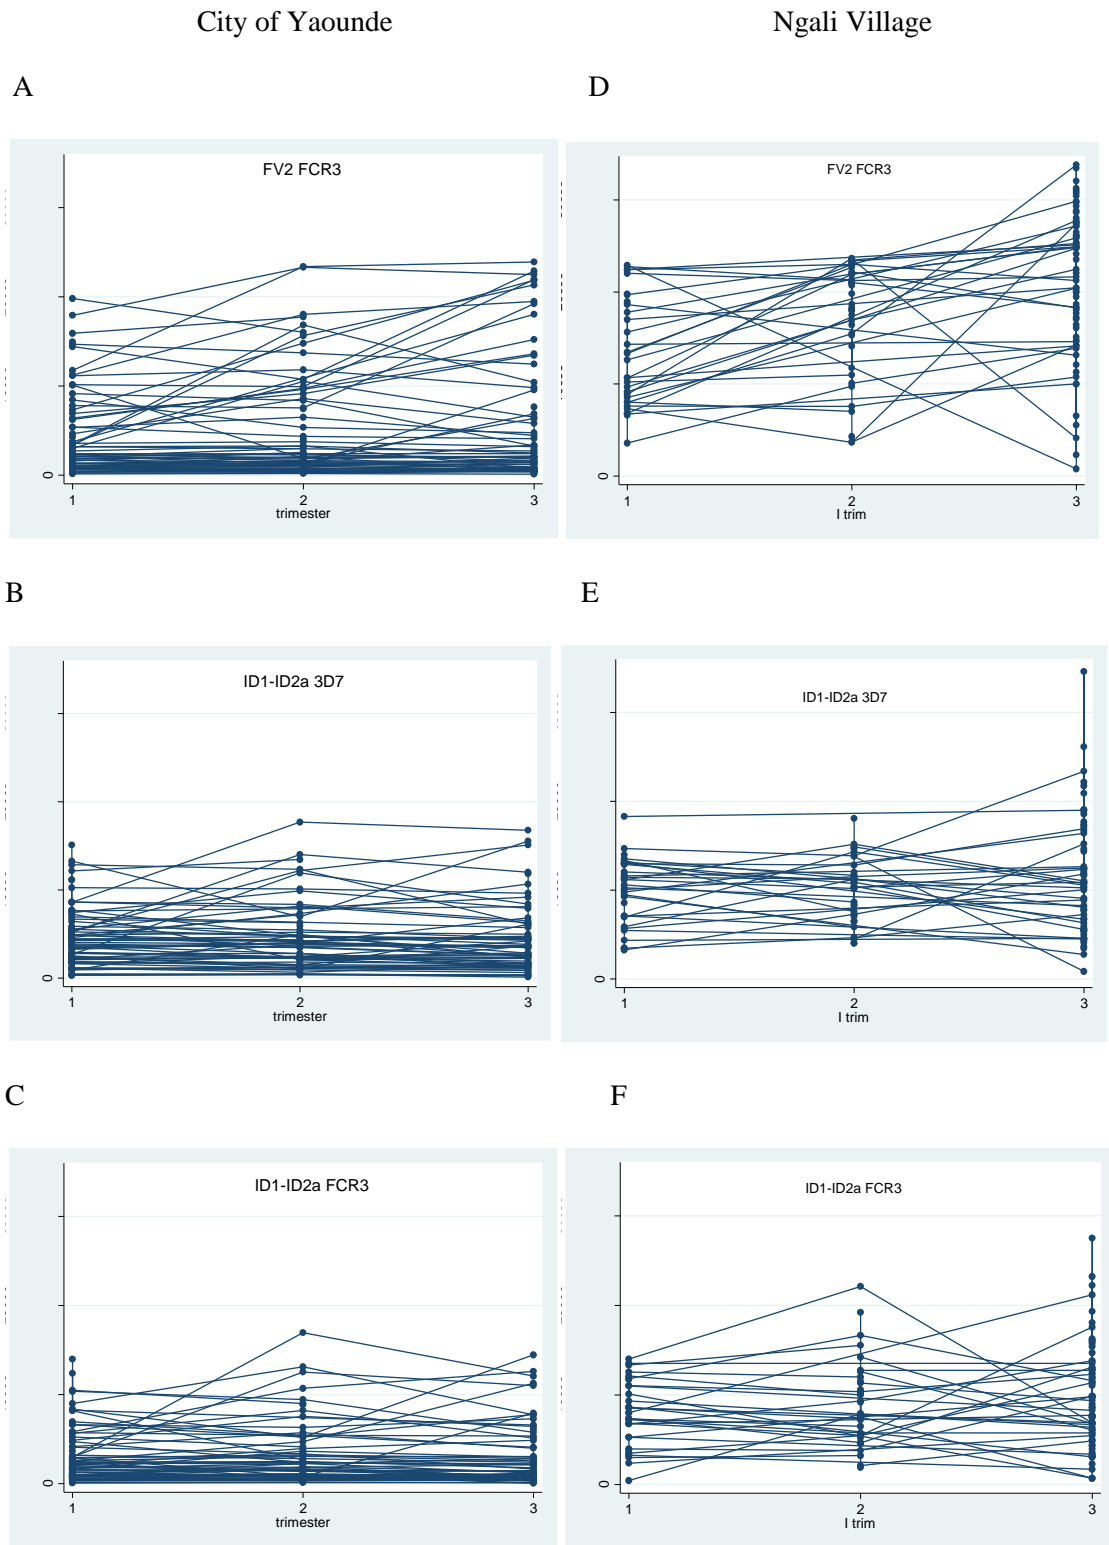 City of Yaounde
Ngali Village
A
D
FV2 FCR3
0
1
2
3
trimester
FV2 FCR3
0
1
2
3
I trim
B
E
ID1-ID2a 3D7
0
1
2
3
trimester
ID1-ID2a 3D7
0
1
2
3
I trim
C
F
ID1-ID2a FCR3
0
1
2
3
trimester
ID1-ID2a FCR3
0
1
2
3
I trim